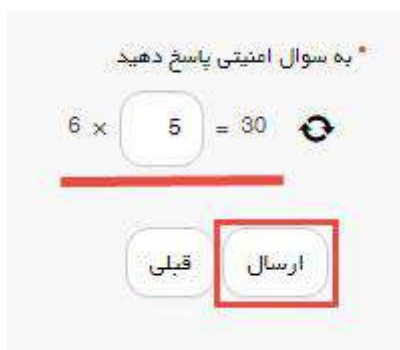 * به سوال امنیتی پاسخ دهید
6 × 5 = 30
ارسال
قبلی